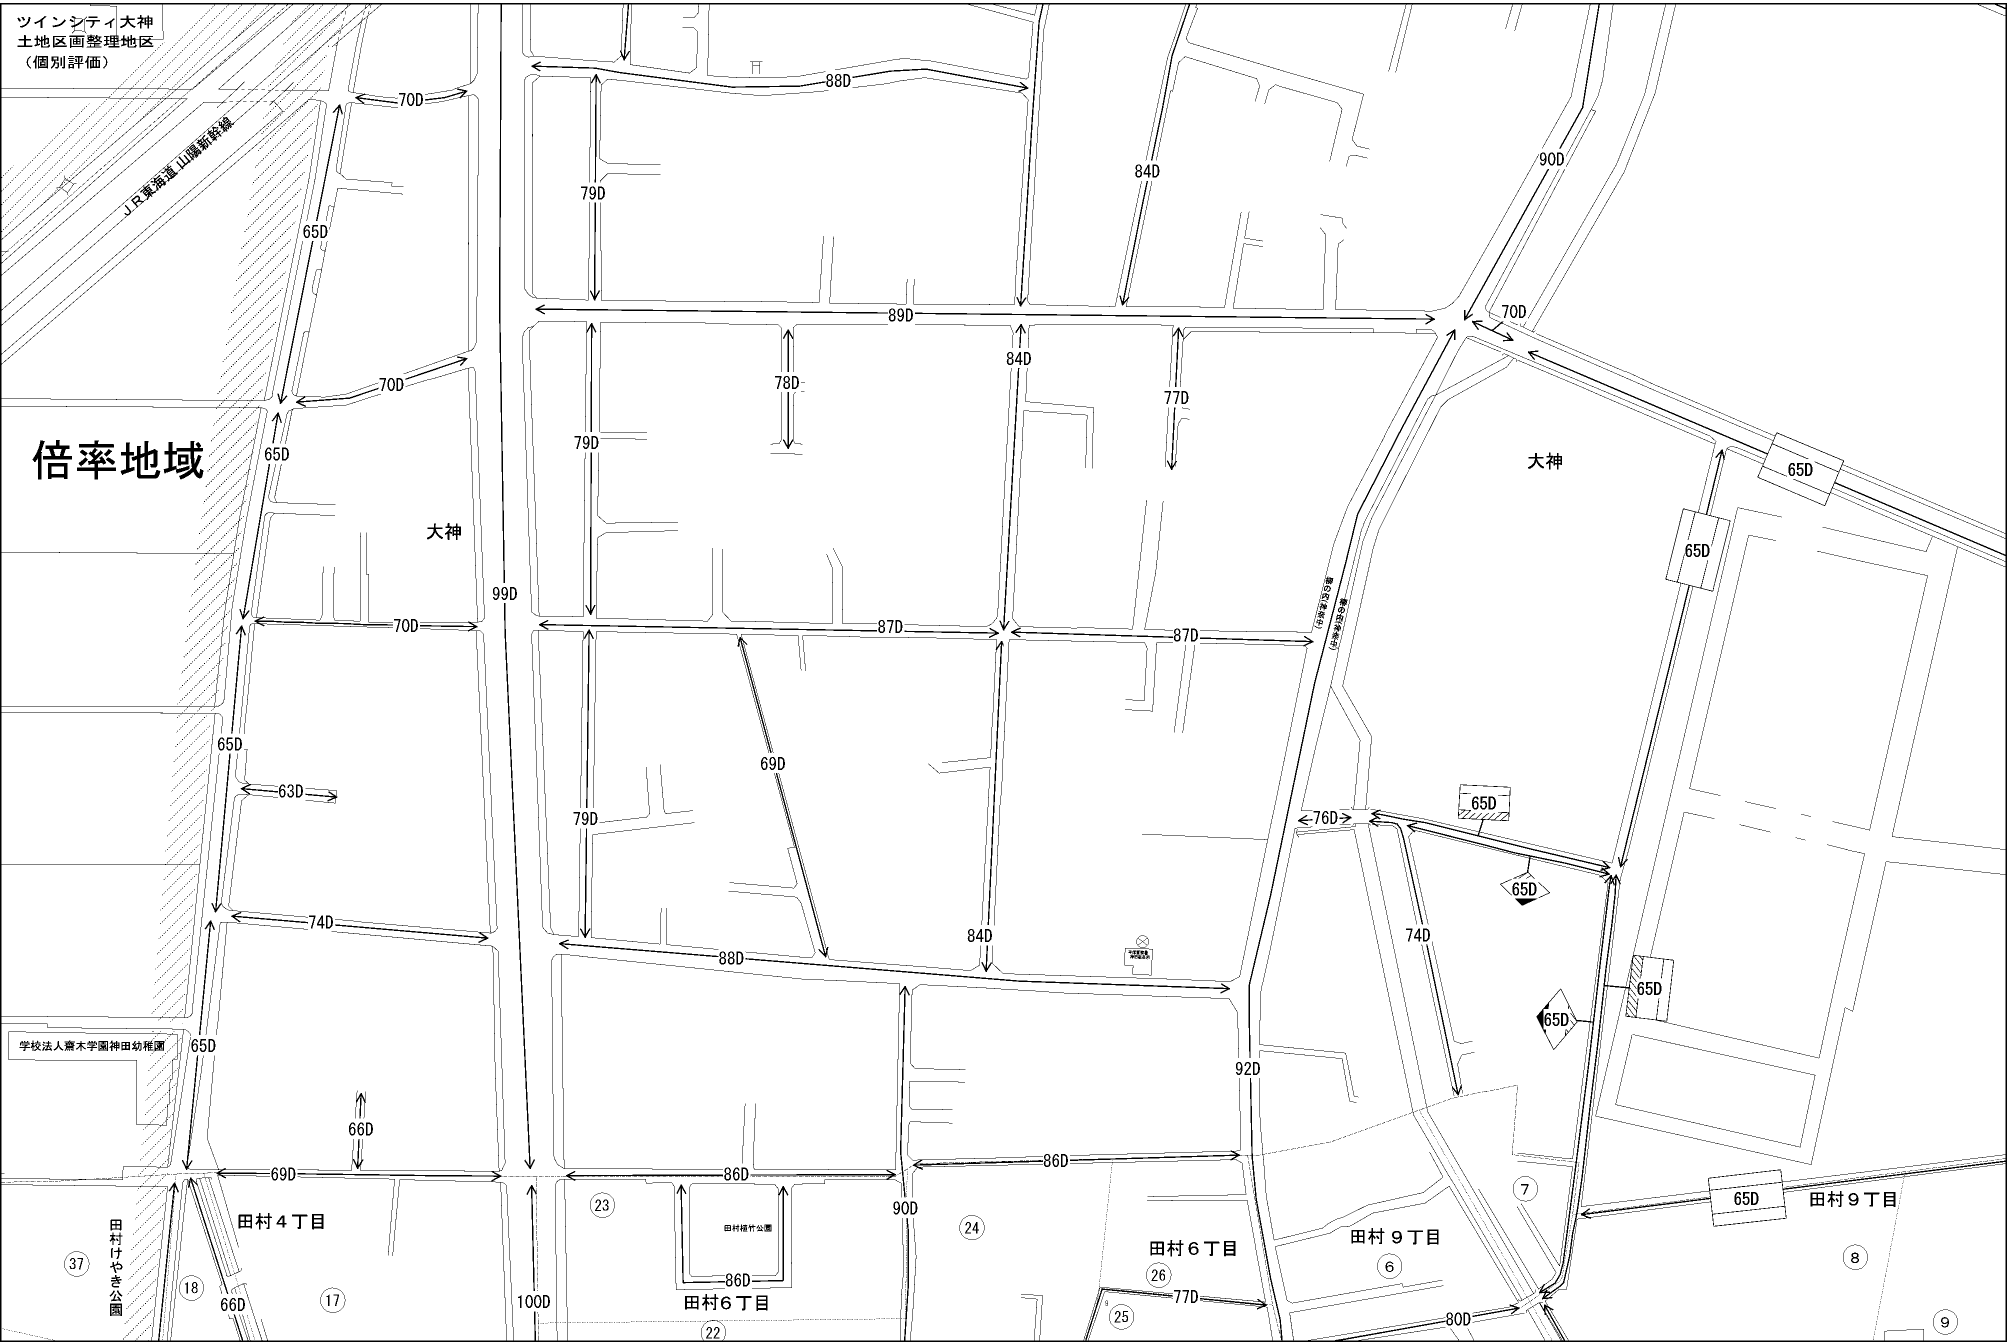 ツインシティ大神
土地区画整理地区
（個別評価）
88D
70D
JR東海道山陽新幹線
90D
84D
79D
65D
70D
89D
84D
78D
70D
77D
79D
65D
倍率地域
大神
65D
大神
65D
99D
70D
87D
87D
65D
69D
63D
65D
76D
79D
65D
74D
84D
74D
88D
65D
65D
学校法人齋木学園神田幼稚園
65D
92D
66D
69D
86D
86D
65D
田村９丁目
7
23
90D
田村４丁目
田村植竹公園
24
田村９丁目
田村けやき公園
37
田村６丁目
8
18
17
86D
26
6
66D
100D
田村６丁目
77D
25
80D
22
9